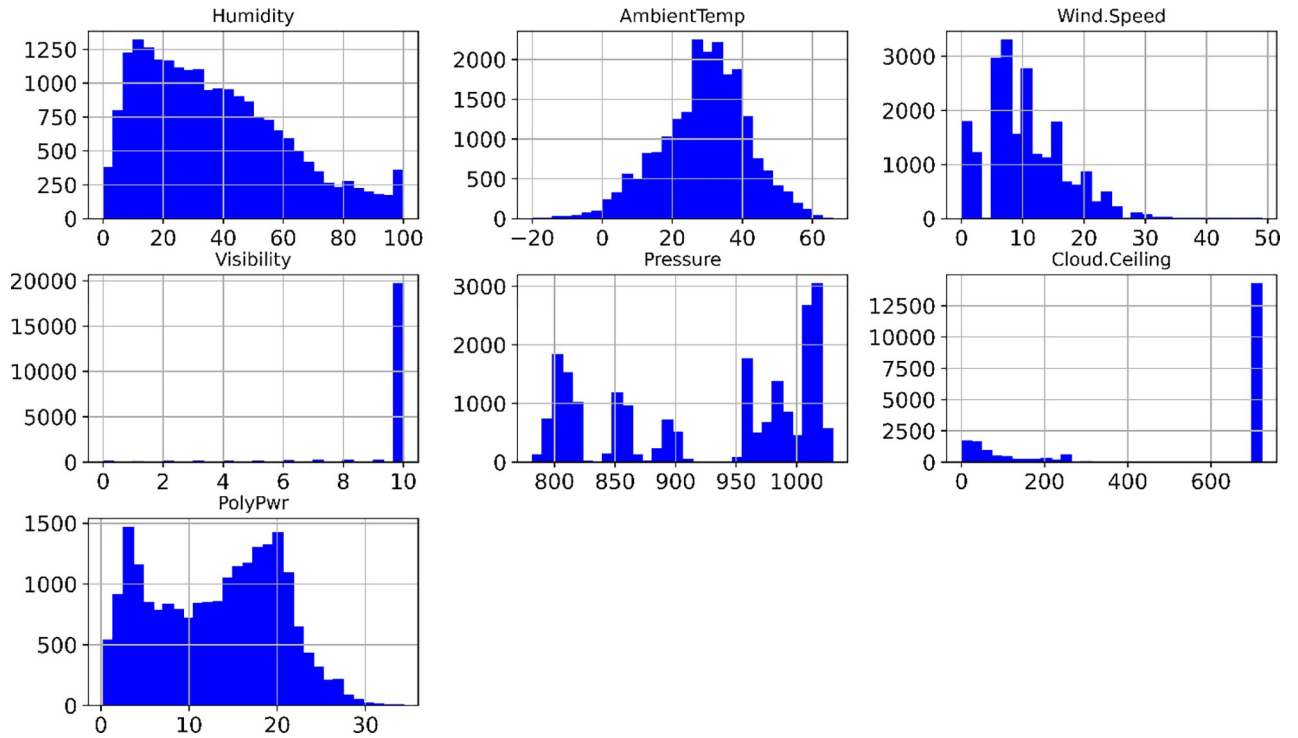 Humidity AmbientTemp Wind.Speed
1250 2000 3000
1000 1500 2000
750 1000 1000
500 500
250
0 0 0
0 20 40 60 80 100 −20 0 20 40 60 0 10 20 30 40 50
Visibility Pressure Cloud.Ceiling
20000 3000 12500
15000 2000 10000
10000 1000 7500
5000 5000
2500
0 0 0
0 2 4 6 8 10 800 850 900 950 1000 0 200 400 600
PolyPwr
1500
1000
500
0
0 10 20 30